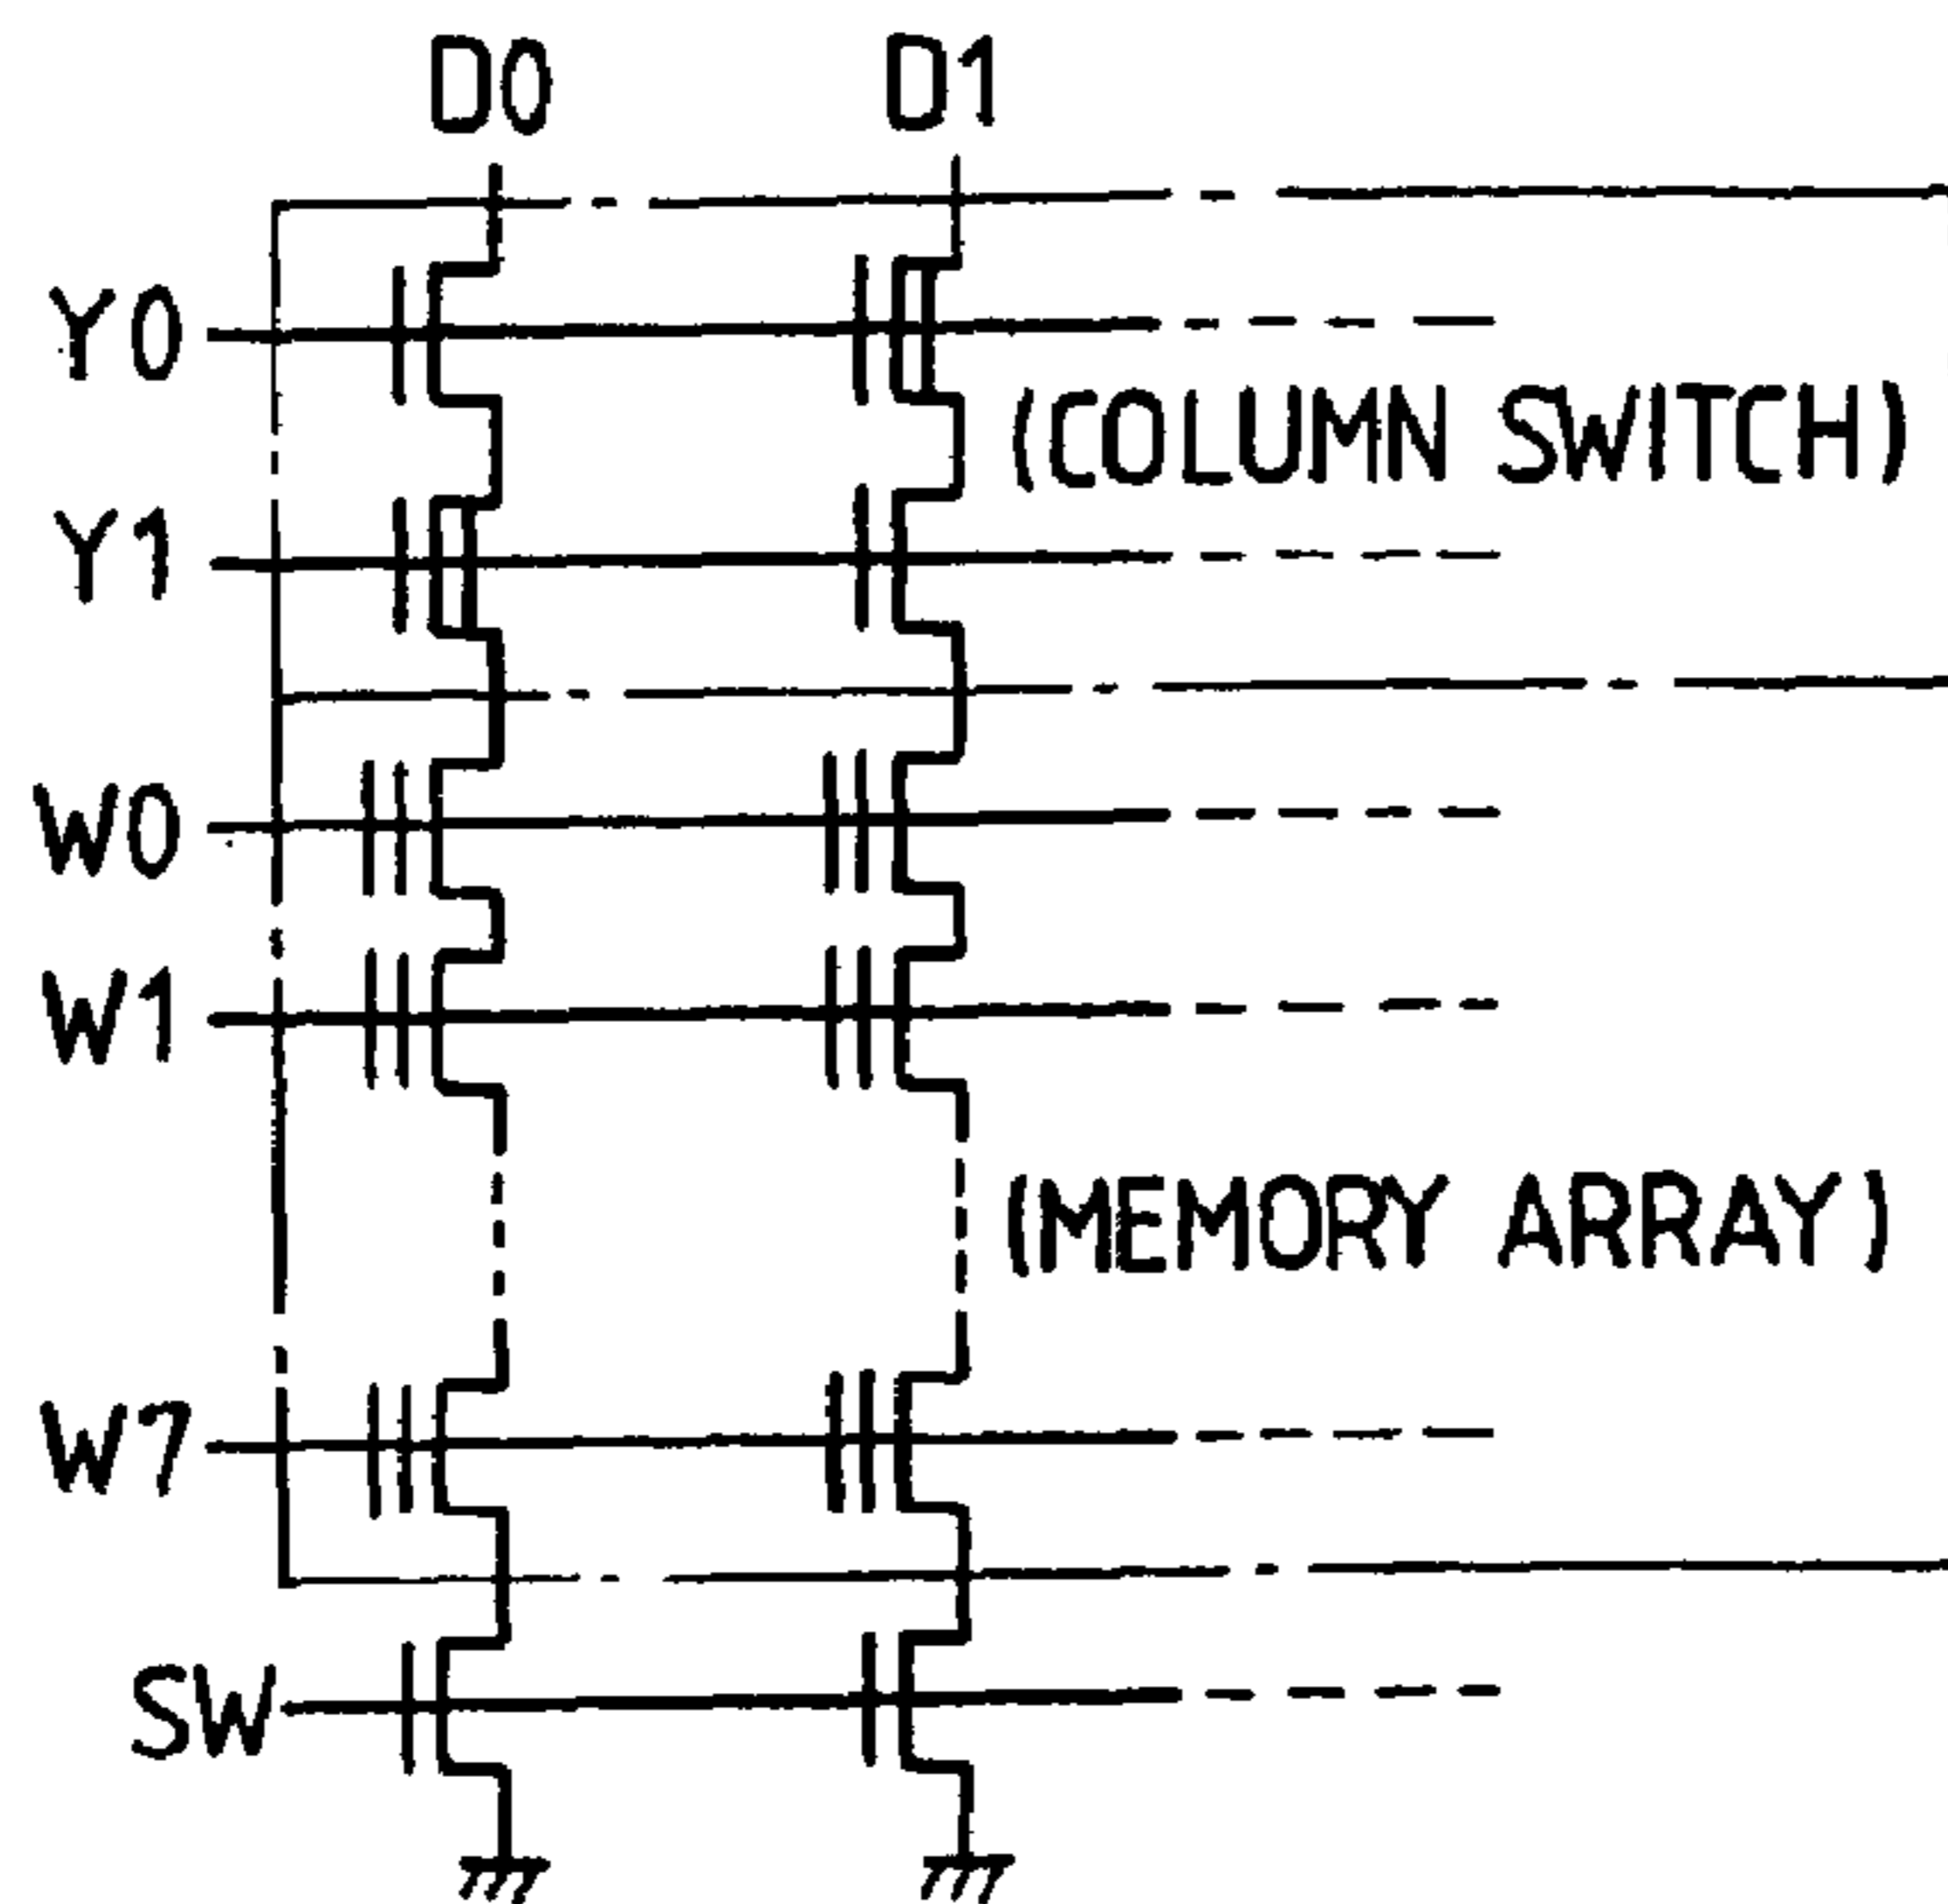 D0 D1
Y0
(COLUMN SWITCH)
Y1
W0
W1
(MEMORY ARRAY)
W7
SW